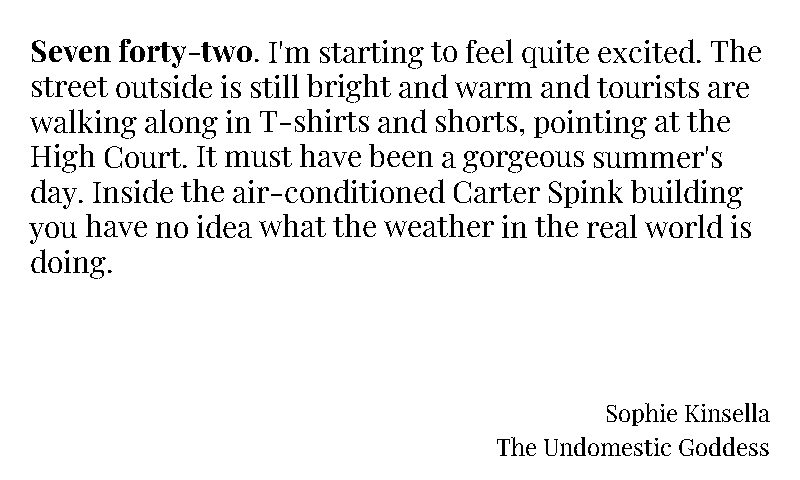 Seven forty-two. I'm starting to feel quite excited. The
street outside is still bright and warm and tourists are
walking along in T-shirts and shorts, pointing at the
High Court. It must have been a gorgeous summer's
day. Inside the air-conditioned Carter Spink building
you have no idea what the weather in the real world is
doing.
Sophie Kinsella
The Undomestic Goddess